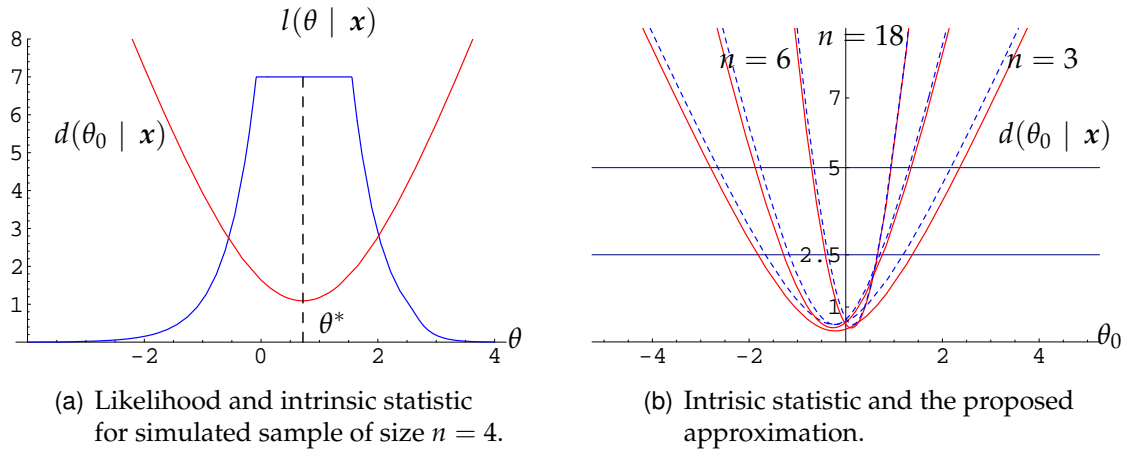 l(θ | x)
8
7
6
5
4
3
2
1
d(θ₀ | x)
θ*
θ
-2 0 2 4
(a) Likelihood and intrinsic statistic
for simulated sample of size n = 4.
n = 18
n = 6
n = 3
7
d(θ₀ | x)
5
2.5
1
θ₀
-4 -2 2 4
(b) Intrisic statistic and the proposed
approximation.